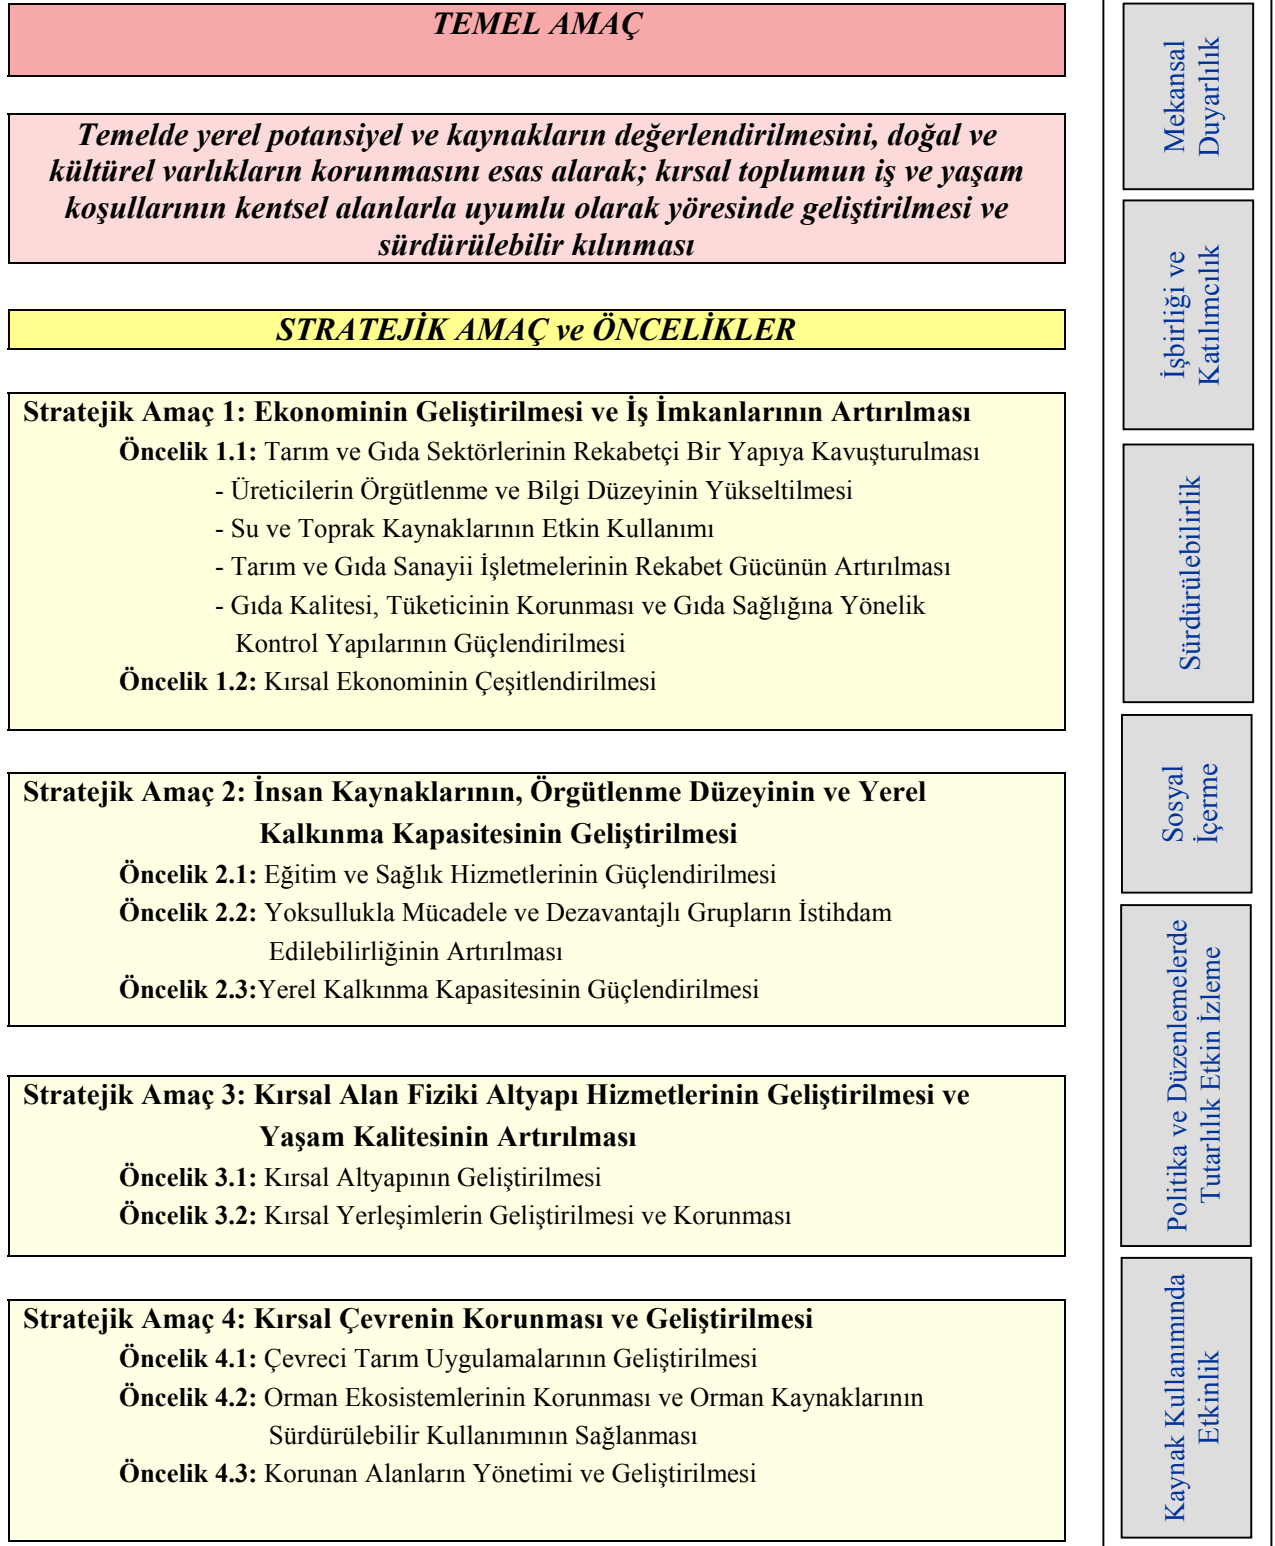 TEMEL AMAÇ
Temelde yerel potansiyel ve kaynakların değerlendirilmesini, doğal ve
kültürel varlıkların korunmasını esas alarak; kırsal toplumun iş ve yaşam
koşullarının kentsel alanlarla uyumlu olarak yöresinde geliştirilmesi ve
sürdürülebilir kılınması
STRATEJİK AMAÇ ve ÖNCELİKLER
Stratejik Amaç 1: Ekonominin Geliştirilmesi ve İş İmkanlarının Artırılması
Öncelik 1.1: Tarım ve Gıda Sektörlerinin Rekabetçi Bir Yapıya Kavuşturulması
- Üreticilerin Örgütlenme ve Bilgi Düzeyinin Yükseltilmesi
- Su ve Toprak Kaynaklarının Etkin Kullanımı
- Tarım ve Gıda Sanayii İşletmelerinin Rekabet Gücünün Artırılması
- Gıda Kalitesi, Tüketicinin Korunması ve Gıda Sağlığına Yönelik
Kontrol Yapılarının Güçlendirilmesi
Öncelik 1.2: Kırsal Ekonominin Çeşitlendirilmesi
Stratejik Amaç 2: İnsan Kaynaklarının, Örgütlenme Düzeyinin ve Yerel
Kalkınma Kapasitesinin Geliştirilmesi
Öncelik 2.1: Eğitim ve Sağlık Hizmetlerinin Güçlendirilmesi
Öncelik 2.2: Yoksullukla Mücadele ve Dezavantajlı Grupların İstihdam
Edilebilirliğinin Artırılması
Öncelik 2.3:Yerel Kalkınma Kapasitesinin Güçlendirilmesi
Stratejik Amaç 3: Kırsal Alan Fiziki Altyapı Hizmetlerinin Geliştirilmesi ve
Yaşam Kalitesinin Artırılması
Öncelik 3.1: Kırsal Altyapının Geliştirilmesi
Öncelik 3.2: Kırsal Yerleşimlerin Geliştirilmesi ve Korunması
Stratejik Amaç 4: Kırsal Çevrenin Korunması ve Geliştirilmesi
Öncelik 4.1: Çevreci Tarım Uygulamalarının Geliştirilmesi
Öncelik 4.2: Orman Ekosistemlerinin Korunması ve Orman Kaynaklarının
Sürdürülebilir Kullanımının Sağlanması
Öncelik 4.3: Korunan Alanların Yönetimi ve Geliştirilmesi
Mekansal
Duyarlılık
İşbirliği ve
Katılımcılık
Sürdürülebilirlik
Sosyal
İçerme
Politika ve Düzenlemelerde
Tutarlılık Etkin İzleme
Kaynak Kullanımında
Etkinlik